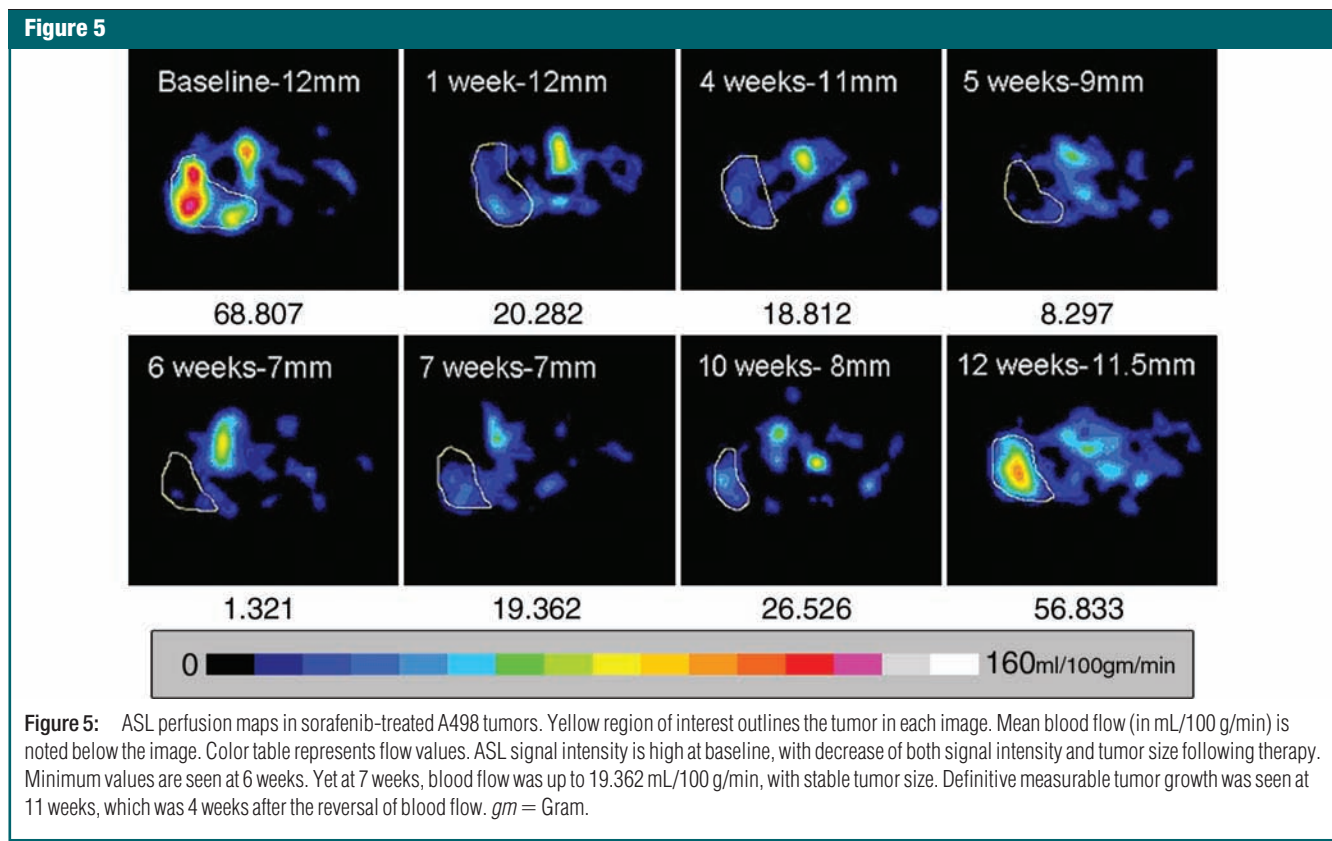 Figure 5
Baseline-12mm
1 week-12mm
4 weeks-11mm
5 weeks-9mm
68.807
20.282
18.812
8.297
6 weeks-7mm
7 weeks-7mm
10 weeks- 8mm
12 weeks-11.5mm
1.321
19.362
26.526
56.833
0
160ml/100gm/min
Figure 5: ASL perfusion maps in sorafenib-treated A498 tumors. Yellow region of interest outlines the tumor in each image. Mean blood flow (in mL/100 g/min) is
noted below the image. Color table represents flow values. ASL signal intensity is high at baseline, with decrease of both signal intensity and tumor size following therapy.
Minimum values are seen at 6 weeks. Yet at 7 weeks, blood flow was up to 19.362 mL/100 g/min, with stable tumor size. Definitive measurable tumor growth was seen at
11 weeks, which was 4 weeks after the reversal of blood flow. gm = Gram.